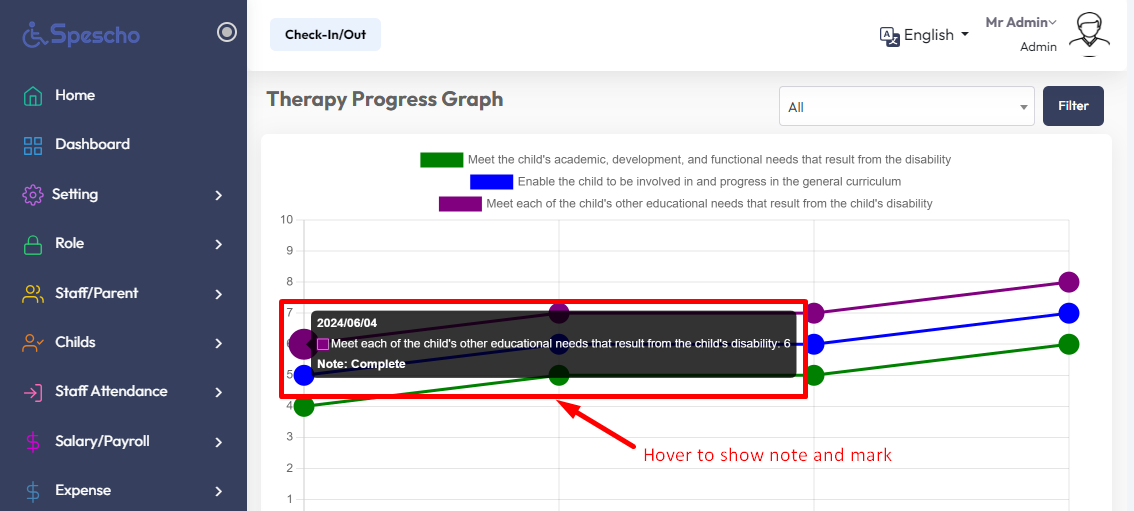 Spescho
Check-In/Out
English
Mr Admin
Admin
Home
Dashboard
Setting
Role
Staff/Parent
Childs
Staff Attendance
Salary/Payroll
Expense
Therapy Progress Graph
All
Filter
Meet the child's academic, development, and functional needs that result from the disability
Enable the child to be involved in and progress in the general curriculum
Meet each of the child's other educational needs that result from the child's disability
10
9
8
7
6
5
4
3
2
1
2024/06/04
Meet each of the child's other educational needs that result from the child's disability: 6
Note: Complete
Hover to show note and mark